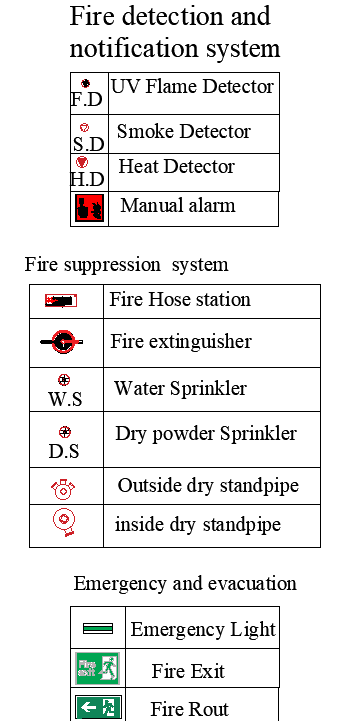 Fire detection and
notification system
F.D UV Flame Detector
S.D Smoke Detector
H.D Heat Detector
Manual alarm
Fire suppression system
Fire Hose station
Fire extinguisher
W.S Water Sprinkler
D.S Dry powder Sprinkler
Outside dry standpipe
inside dry standpipe
Emergency and evacuation
Emergency Light
Fire exit Fire Exit
Fire Rout